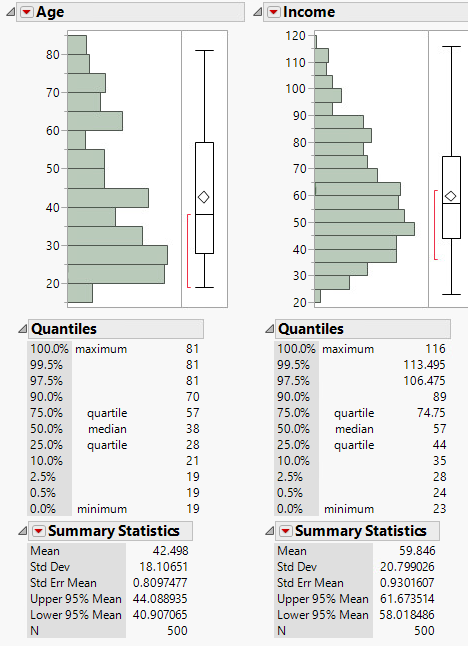 Age
80
70
60
50
40
30
20
Quantiles
100.0% maximum 81
99.5% 81
97.5% 81
90.0% 70
75.0% quartile 57
50.0% median 38
25.0% quartile 28
10.0% 21
2.5% 19
0.5% 19
0.0% minimum 19
Summary Statistics
Mean 42.498
Std Dev 18.10651
Std Err Mean 0.8097477
Upper 95% Mean 44.088935
Lower 95% Mean 40.907065
N 500
Income
120
110
100
90
80
70
60
50
40
30
20
Quantiles
100.0% maximum 116
99.5% 113.495
97.5% 106.475
90.0% 89
75.0% quartile 74.75
50.0% median 57
25.0% quartile 44
10.0% 35
2.5% 28
0.5% 24
0.0% minimum 23
Summary Statistics
Mean 59.846
Std Dev 20.799026
Std Err Mean 0.9301607
Upper 95% Mean 61.673514
Lower 95% Mean 58.018486
N 500